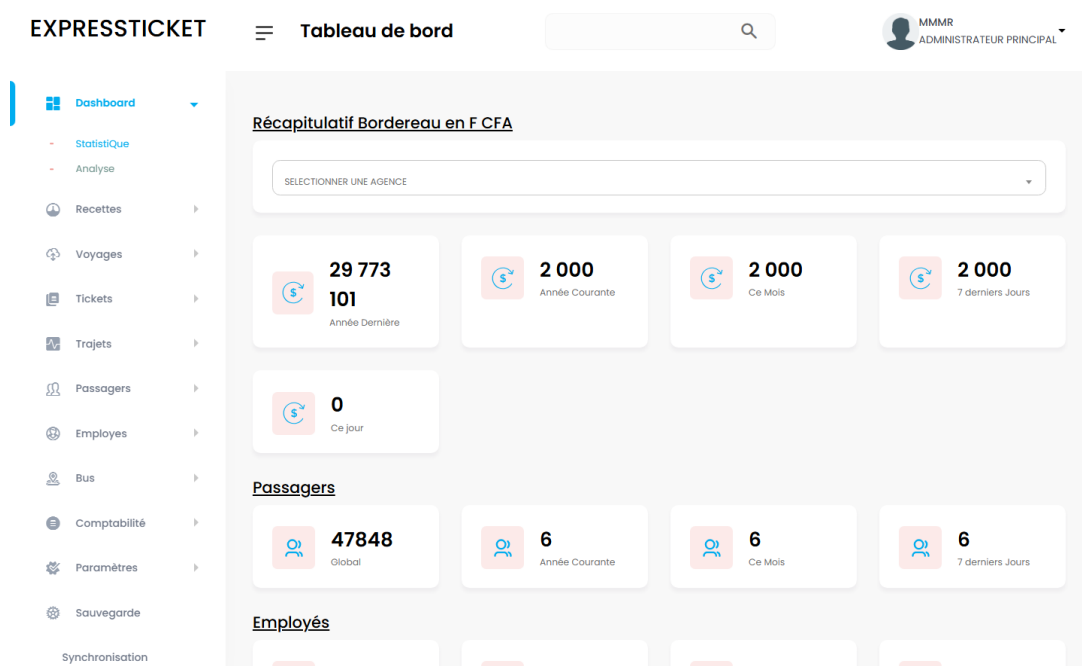 EXPRESSTICKET
Tableau de bord
MMMR
ADMINISTRATEUR PRINCIPAL
Dashboard
- StatistiQue
- Analyse
Recettes
Voyages
Tickets
Trajets
Passagers
Employes
Bus
Comptabilité
Paramètres
Sauvegarde
Synchronisation
Récapitulatif Bordereau en F CFA
SELECTIONNER UNE AGENCE
$
29 773
101
Année Dernière
$
2 000
Année Courante
$
2 000
Ce Mois
$
2 000
7 derniers Jours
$
0
Ce jour
Passagers
47848
Global
6
Année Courante
6
Ce Mois
6
7 derniers Jours
Employés